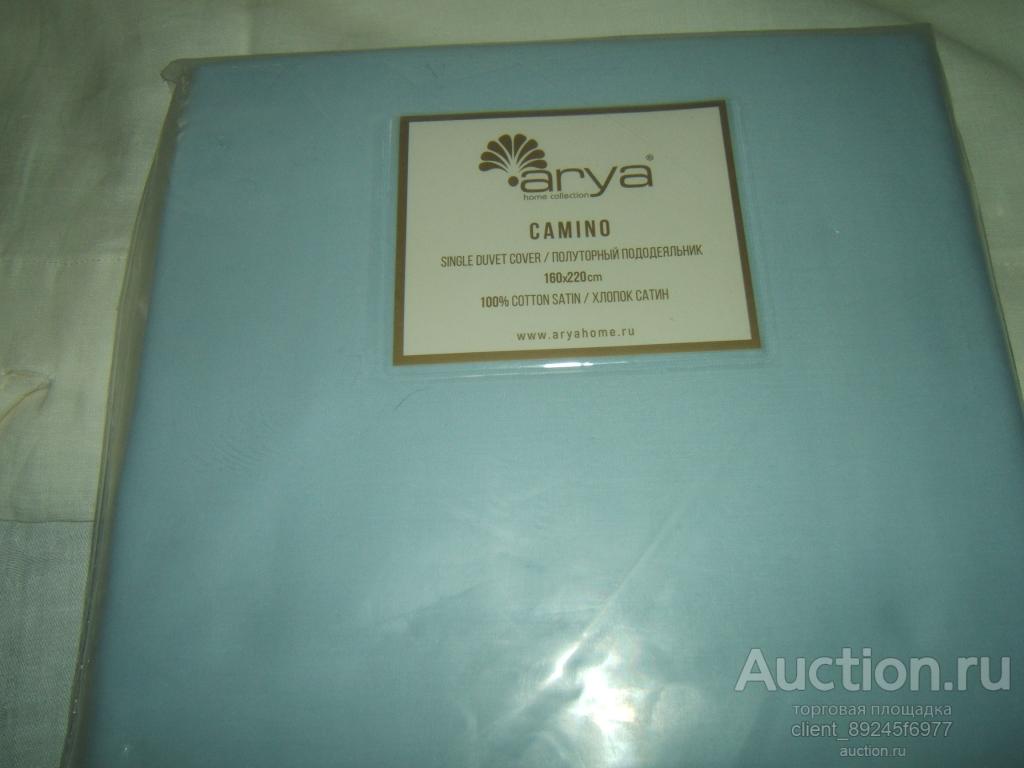 arya®
home collection
CAMINO
SINGLE DUVET COVER / ПОЛУТОРНЫЙ ПОДОДЕЯЛЬНИК
160x220cm
100% COTTON SATIN / ХЛОПОК САТИН
www.aryahome.ru
Auction.ru
торговая площадка
client_89245f6977
auction.ru